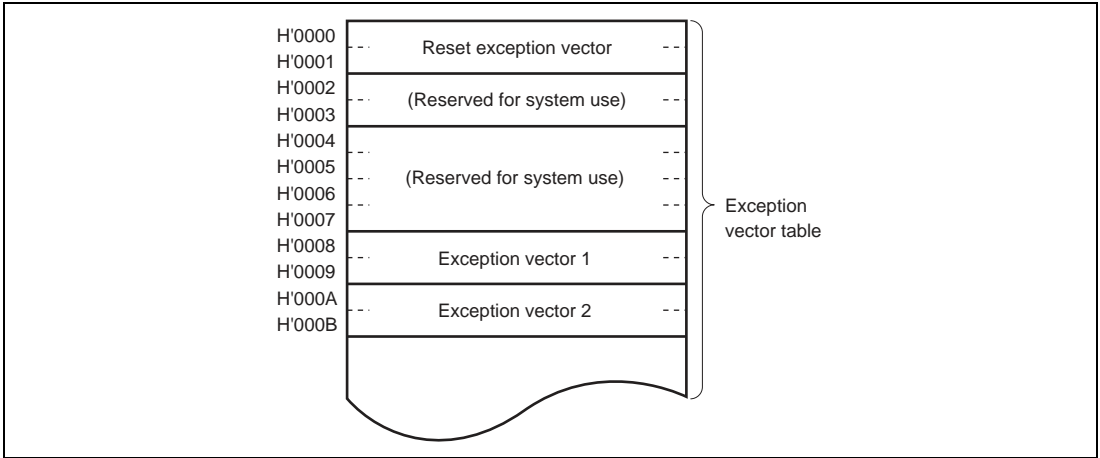 H'0000
Reset exception vector
H'0001
H'0002
(Reserved for system use)
H'0003
H'0004
H'0005
(Reserved for system use)
H'0006
H'0007
Exception
vector table
H'0008
Exception vector 1
H'0009
H'000A
Exception vector 2
H'000B